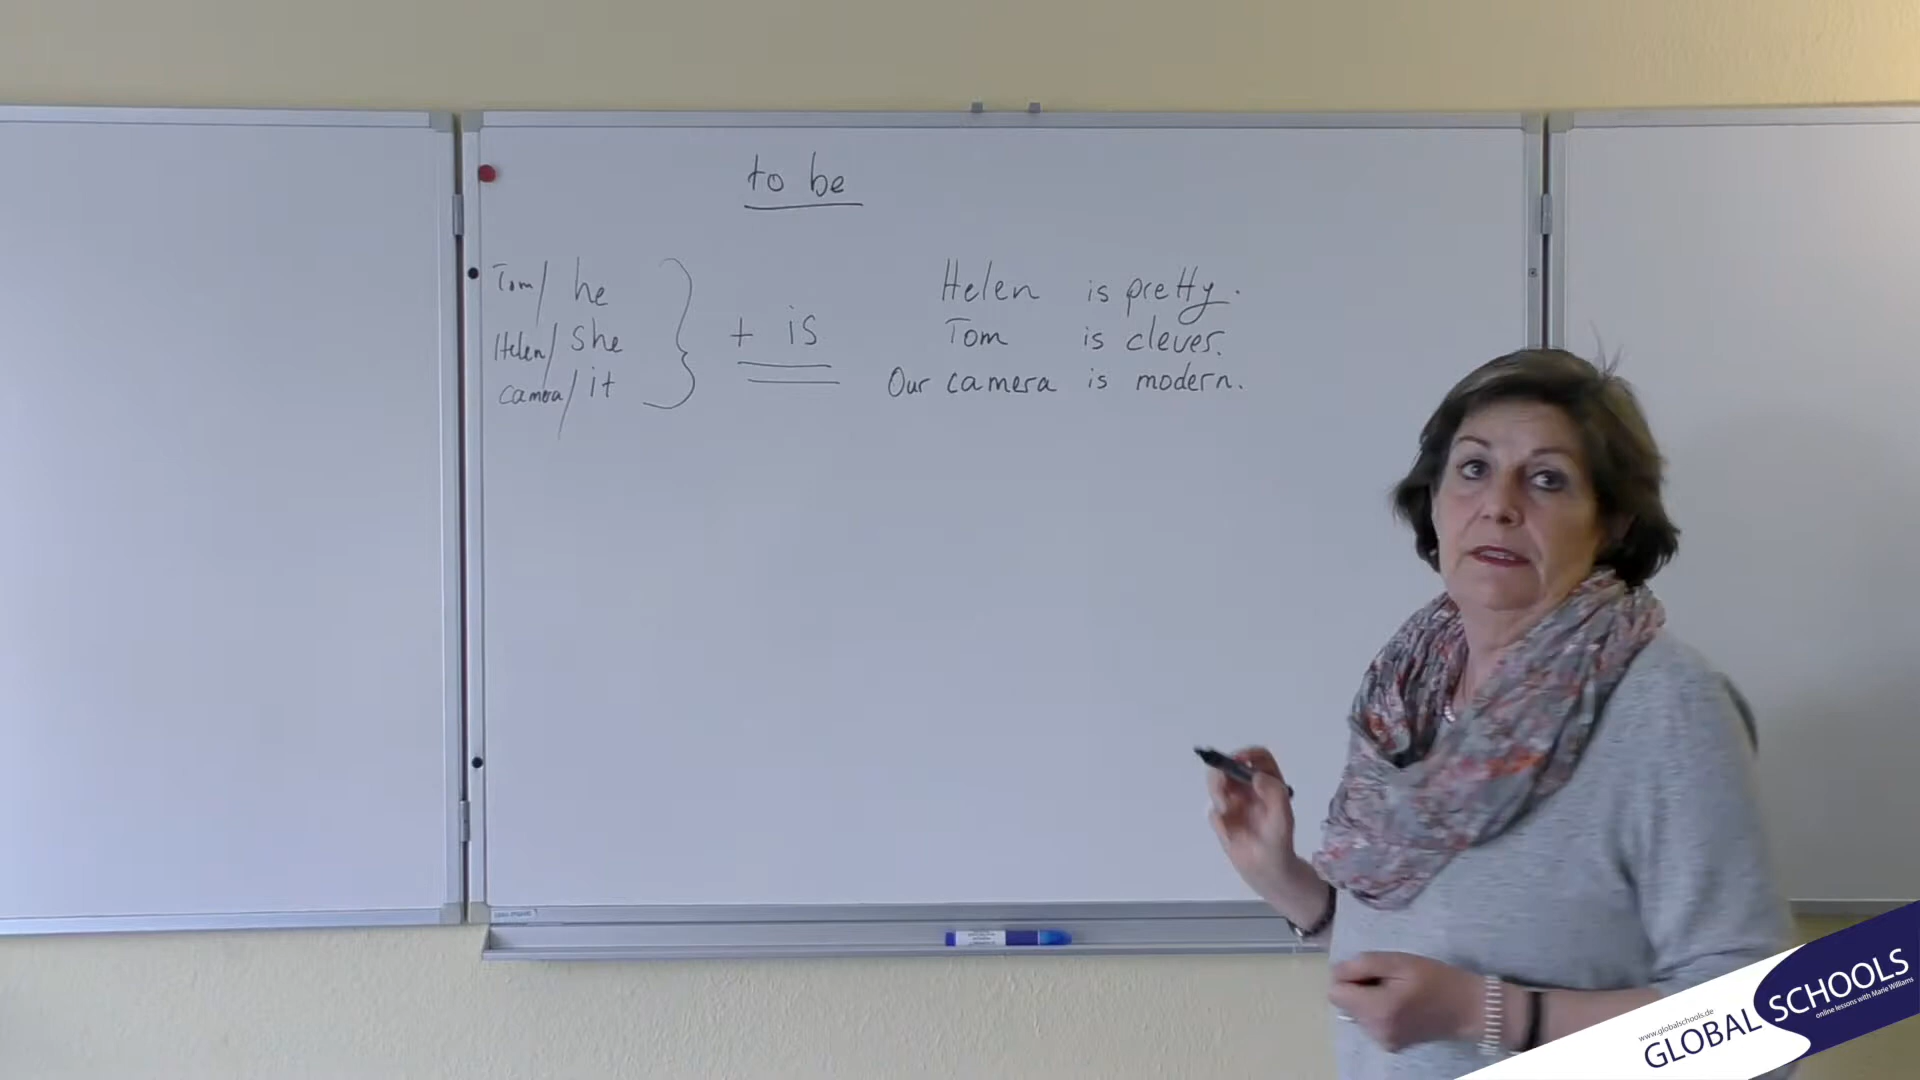 to be
Tom/ he
Helen/ she
camera/ it
+ is
Helen is pretty.
Tom is clever.
Our camera is modern.
www.globalschools.de
GLOBAL SCHOOLS
online lessons with Marie Williams